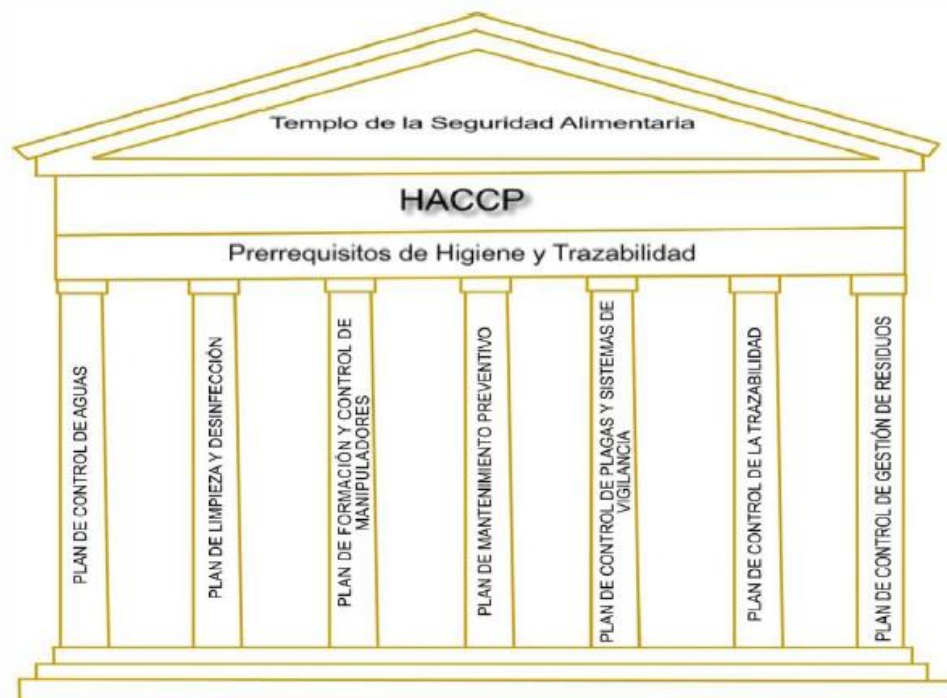 Templo de la Seguridad Alimentaria
HACCP
Prerrequisitos de Higiene y Trazabilidad
PLAN DE CONTROL DE AGUAS
PLAN DE LIMPIEZA Y DESINFECCIÓN
PLAN DE FORMACIÓN Y CONTROL DE
MANIPULADORES
PLAN DE MANTENIMIENTO PREVENTIVO
PLAN DE CONTROL DE PLAGAS Y SISTEMAS DE
VIGILANCIA
PLAN DE CONTROL DE LA TRAZABILIDAD
PLAN DE CONTROL DE GESTIÓN DE RESIDUOS